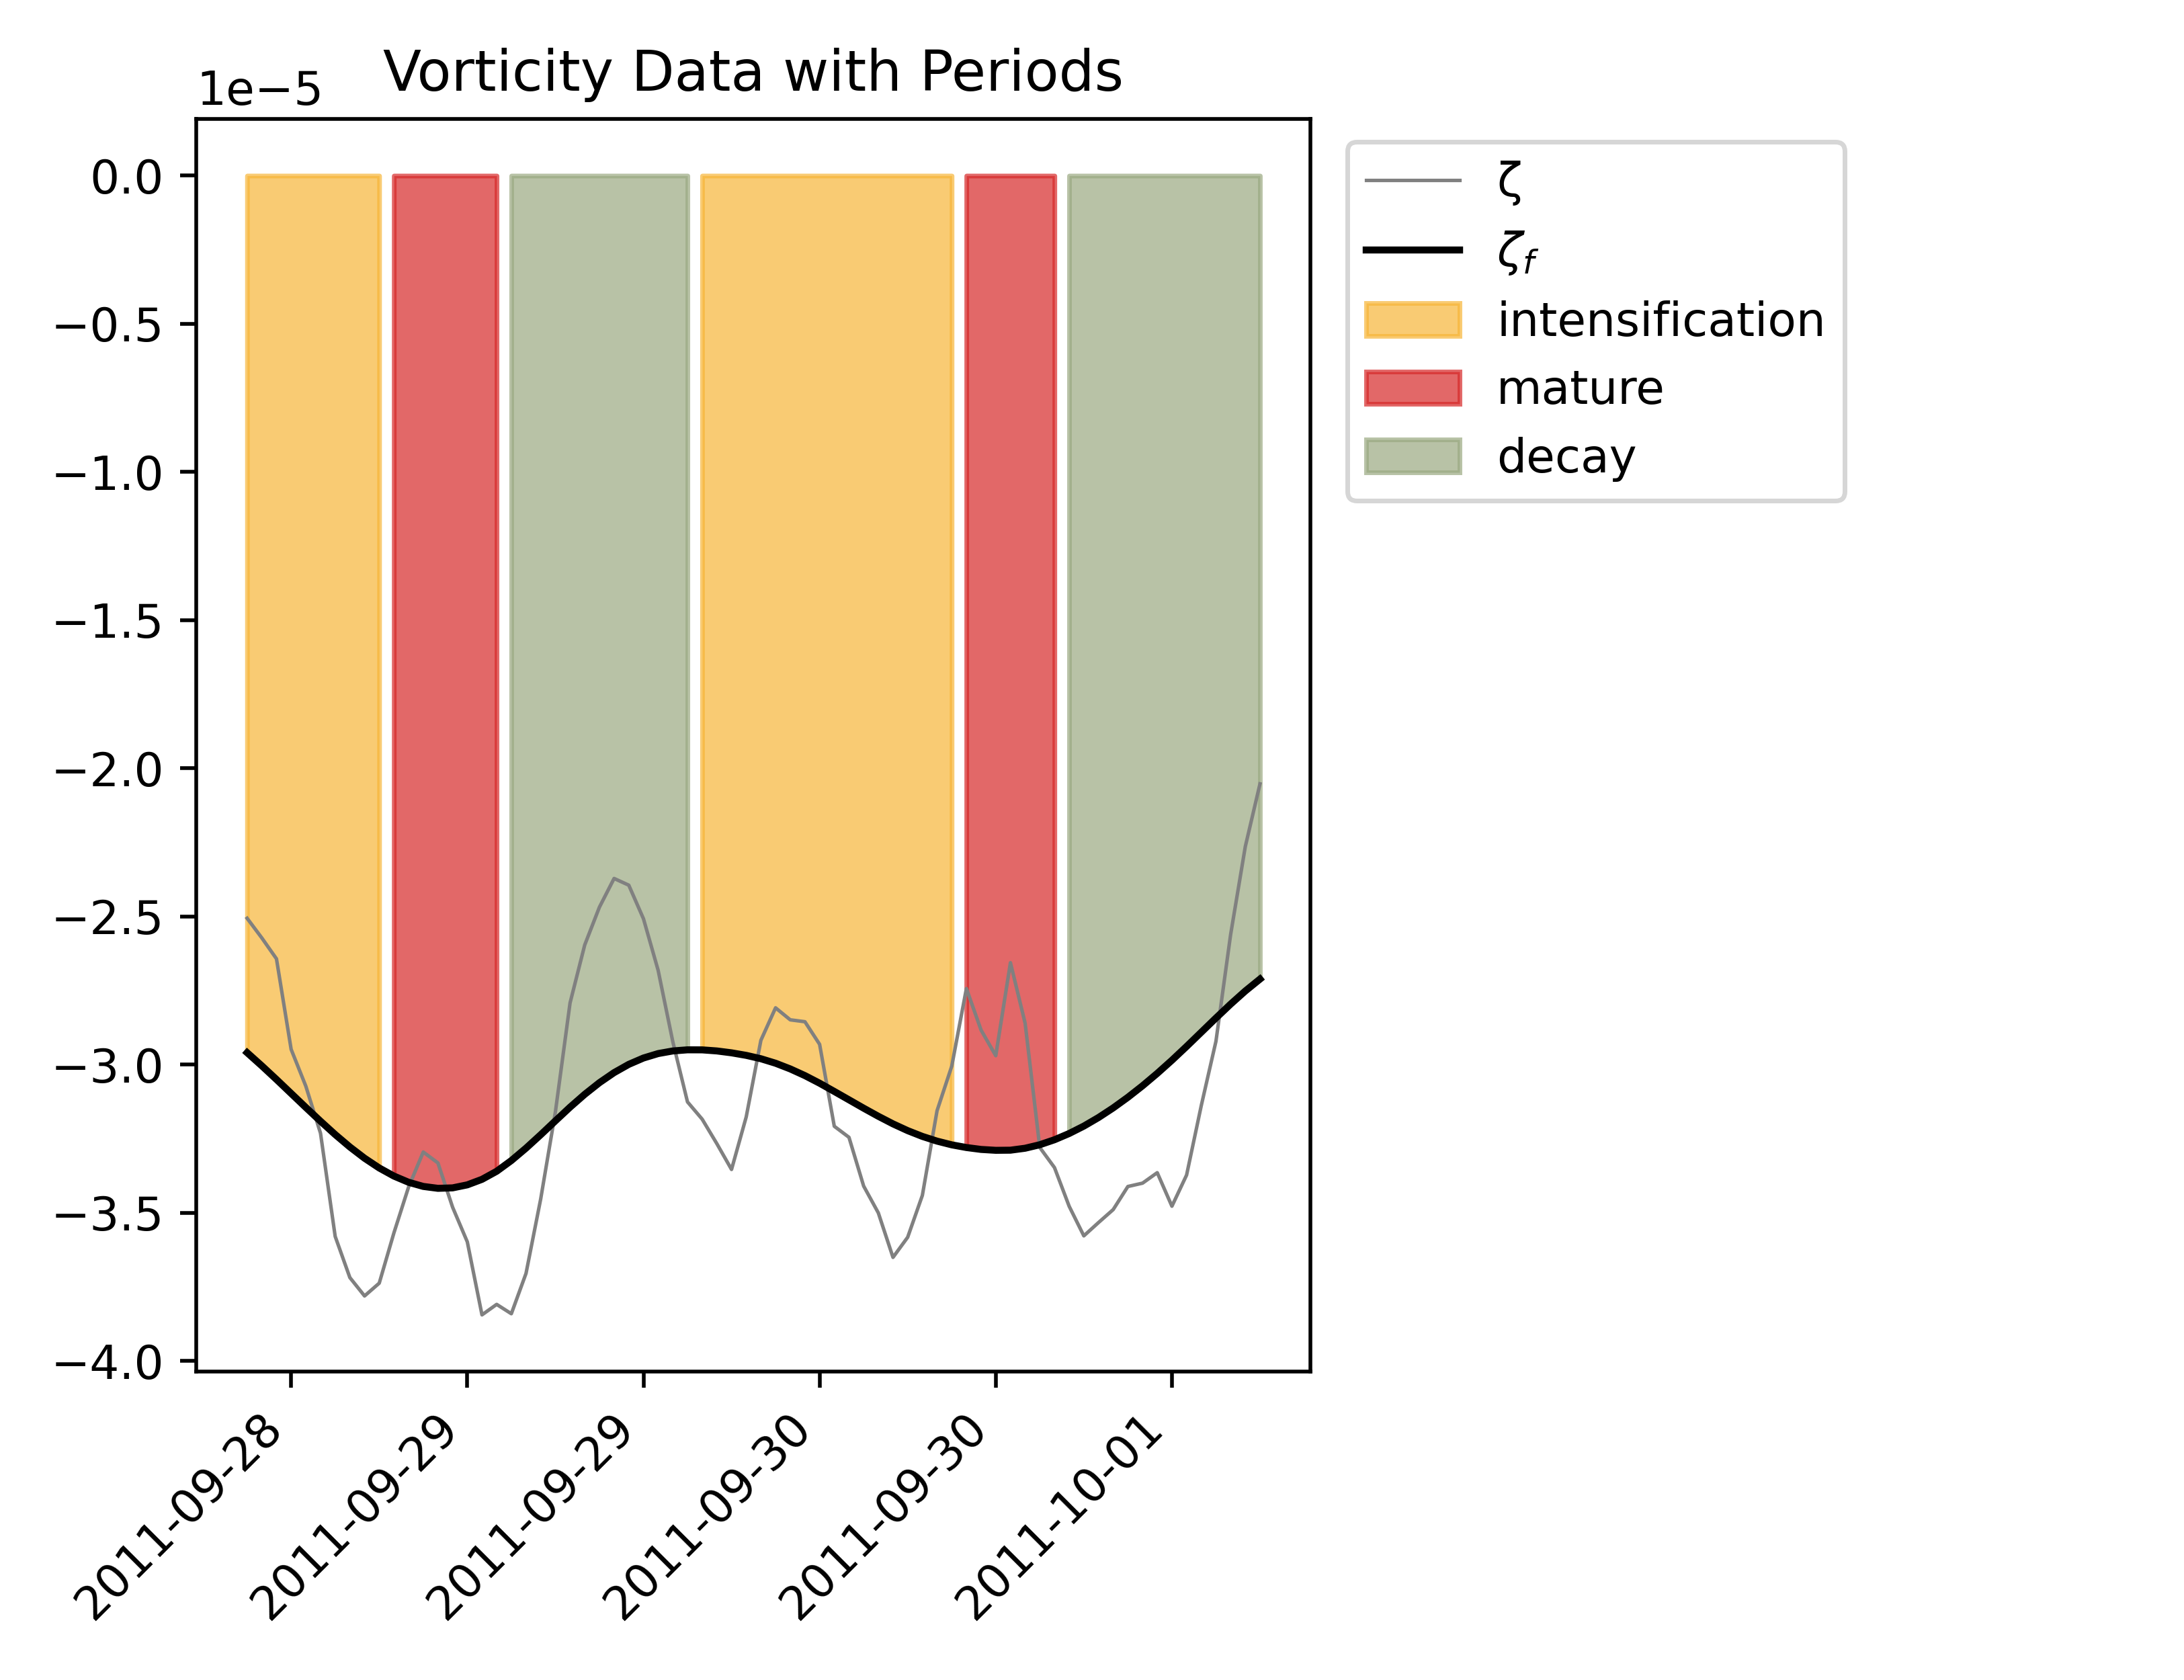 Vorticity Data with Periods
1e−5
0.0
−0.5
−1.0
−1.5
−2.0
−2.5
−3.0
−3.5
−4.0
2011-09-28
2011-09-29
2011-09-29
2011-09-30
2011-09-30
2011-10-01
ζ
ζf
intensification
mature
decay